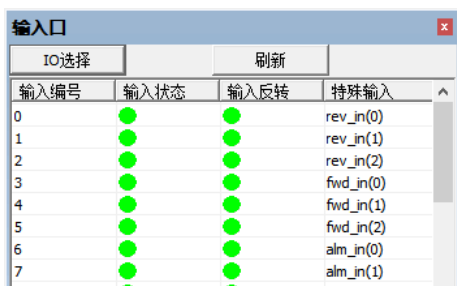 输入口
IO选择 刷新
输入编号 输入状态 输入反转 特殊输入
0 rev_in(0)
1 rev_in(1)
2 rev_in(2)
3 fwd_in(0)
4 fwd_in(1)
5 fwd_in(2)
6 alm_in(0)
7 alm_in(1)